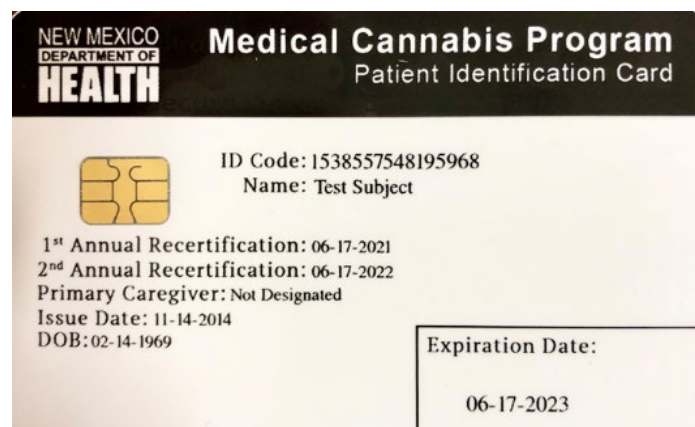 NEW MEXICO
DEPARTMENT OF
HEALTH
Medical Cannabis Program
Patient Identification Card
ID Code: 1538557548195968
Name: Test Subject
1st Annual Recertification: 06-17-2021
2nd Annual Recertification: 06-17-2022
Primary Caregiver: Not Designated
Issue Date: 11-14-2014
DOB: 02-14-1969
Expiration Date:
06-17-2023